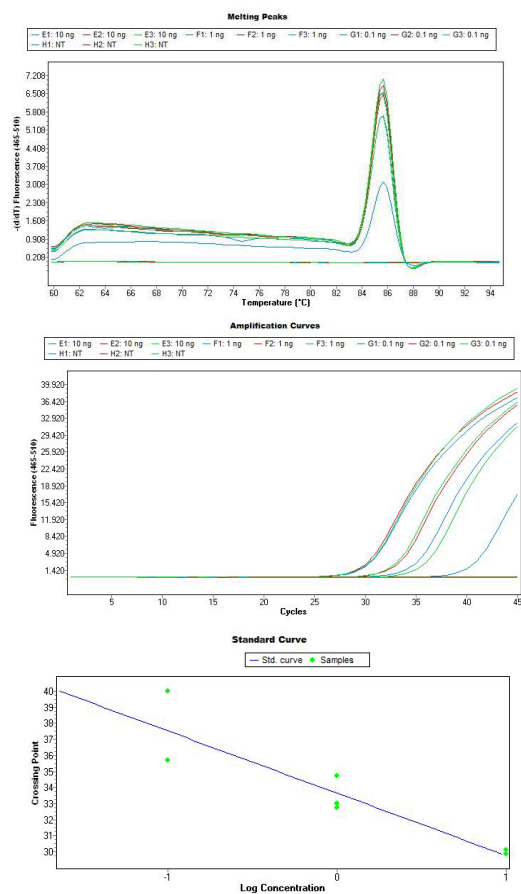 Melting Peaks
E1: 10 ng E2: 10 ng E3: 10 ng F1: 1 ng F2: 1 ng F3: 1 ng G1: 0.1 ng G2: 0.1 ng G3: 0.1 ng
H1: NT H2: NT H3: NT
7.208
6.508
5.808
5.108
4.408
3.708
3.008
2.308
1.608
0.908
0.208
-(d/dT) Fluorescence (465-510)
60 62 64 66 68 70 72 74 76 78 80 82 84 86 88 90 92 94
Temperature (°C)
Amplification Curves
E1: 10 ng E2: 10 ng E3: 10 ng F1: 1 ng F2: 1 ng F3: 1 ng G1: 0.1 ng G2: 0.1 ng G3: 0.1 ng
H1: NT H2: NT H3: NT
39.920
36.420
32.920
29.420
25.920
22.420
18.920
15.420
11.920
8.420
4.920
1.420
Fluorescence (465-510)
5 10 15 20 25 30 35 40 45
Cycles
Standard Curve
Std. curve Samples
40
39
38
37
36
35
33
32
31
30
Crossing Point
-1 0 1
Log Concentration